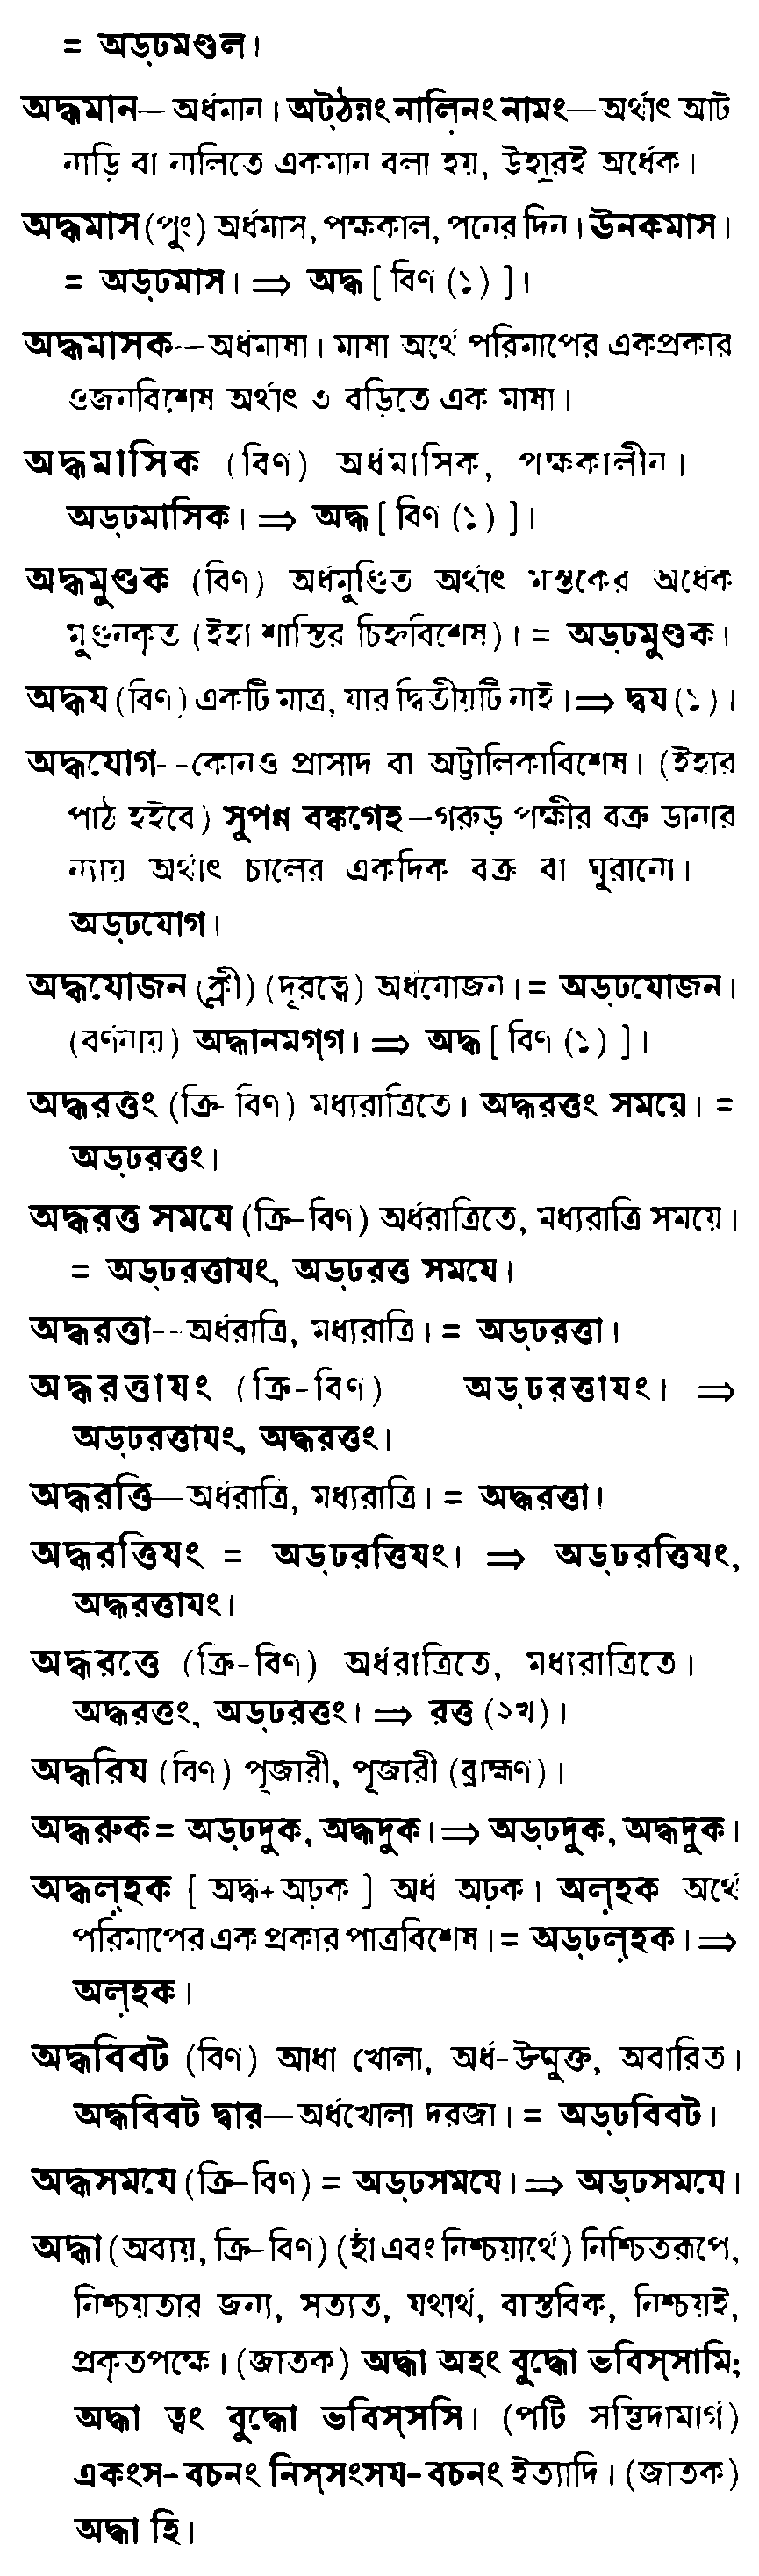 = অড়্‌ঢমণ্ডল।
অদ্ধমান— অর্ধমান। অট্‌ঠন্নং নাল়িনং নামং—অর্থাৎ আট
নাড়ি বা নালিতে একমান বলা হয়, উহারই অর্ধেক।
অদ্ধমাস (পুং) অর্ধমাস, পক্ষকাল, পনের দিন। ঊনকমাস।
= অড়্‌ঢমাস। ⇒ অদ্ধ [ বিণ (১) ]।
অদ্ধমাসক--– অর্ধমাষা। মাষা অর্থে পরিমাপের একপ্রকার
ওজনবিশেষ অর্থাৎ ৩ বড়িতে এক মাষা।
অদ্ধমাসিক (বিণ) অর্ধমাসিক, পক্ষকালীন।
অড়্‌ঢমাসিক। ⇒ অদ্ধ [ বিণ (১) ]।
অদ্ধমুণ্ডক (বিণ) অর্ধমুণ্ডিত অর্থাৎ মস্তকের অর্ধেক
মুণ্ডনকৃত (ইহা শাস্তির চিহ্নবিশেষ)। = অড়্‌ঢমুণ্ডক।
অদ্ধয (বিণ) একটি মাত্র, যার দ্বিতীয়টি নাই। ⇒ দ্বয (১)।
অদ্ধযোগ--কোনও প্রাসাদ বা অট্টালিকাবিশেষ। (ইহার
পাঠ হইবে) সুপন্ন বঙ্কগেহ—গরুড় পক্ষীর বক্র ডানার
ন্যায় অর্থাৎ চালের একদিক বক্র বা ঘুরানো।
অড়্‌ঢযোগ।
অদ্ধযোজন (ক্লী) (দূরত্বে) অর্ধযোজন। = অড়্‌ঢযোজন।
(বর্ণনায়) অদ্ধানমগ্‌গ। ⇒ অদ্ধ [ বিণ (১) ]।
অদ্ধরত্তং (ক্রি- বিণ) মধ্যরাত্রিতে। অদ্ধরত্তং সময়ে। =
অড়্‌ঢরত্তং।
অদ্ধরত্ত সমযে (ক্রি-বিণ) অর্ধরাত্রিতে, মধ্যরাত্রি সময়ে।
= অড়্‌ঢরত্তাযং, অড়্‌ঢরত্ত সমযে।
অদ্ধরত্তা--অর্ধরাত্রি, মধ্যরাত্রি। = অড়্‌ঢরত্তা।
অদ্ধরত্তাযং (ক্রি-বিণ) অড়্‌ঢরত্তাযং। ⇒
অড়্‌ঢরত্তাযং, অদ্ধরত্তং।
অদ্ধরত্তি—অর্ধরাত্রি, মধ্যরাত্রি। = অদ্ধরত্তা।
অদ্ধরত্তিযং = অড়্‌ঢরত্তিযং। ⇒ অড়্‌ঢরত্তিযং,
অদ্ধরত্তাযং।
অদ্ধরত্তে (ক্রি-বিণ) অর্ধরাত্রিতে, মধ্যরাত্রিতে।
অদ্ধরত্তং, অড়্‌ঢরত্তং। ⇒ রত্ত (১খ)।
অদ্ধরিয (বিণ) পূজারী, পূজারী (ব্রাহ্মণ)।
অদ্ধরুক = অড়্‌ঢদুক, অদ্ধদুক। ⇒ অড়্‌ঢদুক, অদ্ধদুক।
অদ্ধল়্‌হক [ অদ্ধ+ অঢ়ক ] অর্ধ অঢ়ক। অল়্‌হক অর্থে
পরিমাপের এক প্রকার পাত্রবিশেষ। = অড়্‌ঢল়্‌হক। ⇒
অল়্‌হক।
অদ্ধবিবট (বিণ) আধা খোলা, অর্ধ-উন্মুক্ত, অবারিত।
অদ্ধবিবট দ্বার—অর্ধখোলা দরজা। = অড়্‌ঢবিবট।
অদ্ধসমযে (ক্রি-বিণ) = অড়্‌ঢসমযে। ⇒ অড়্‌ঢসমযে।
অদ্ধা (অব্যয়, ক্রি-বিণ) (হাঁ এবং নিশ্চয়ার্থে) নিশ্চিতরূপে,
নিশ্চয়তার জন্য, সত্যত, যথার্থ, বাস্তবিক, নিশ্চয়ই,
প্রকৃতপক্ষে। (জাতক) অদ্ধা অহং বুদ্ধো ভবিস্‌সামি;
অদ্ধা ত্বং বুদ্ধো ভবিস্‌সসি। (পটি সম্ভিদামার্গ)
একংস-বচনং নিস্‌সংসয-বচনং ইত্যাদি। (জাতক)
অদ্ধা হি।